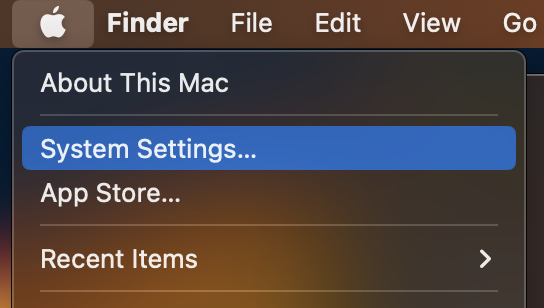 Finder File Edit View Go
About This Mac
System Settings...
App Store...
Recent Items